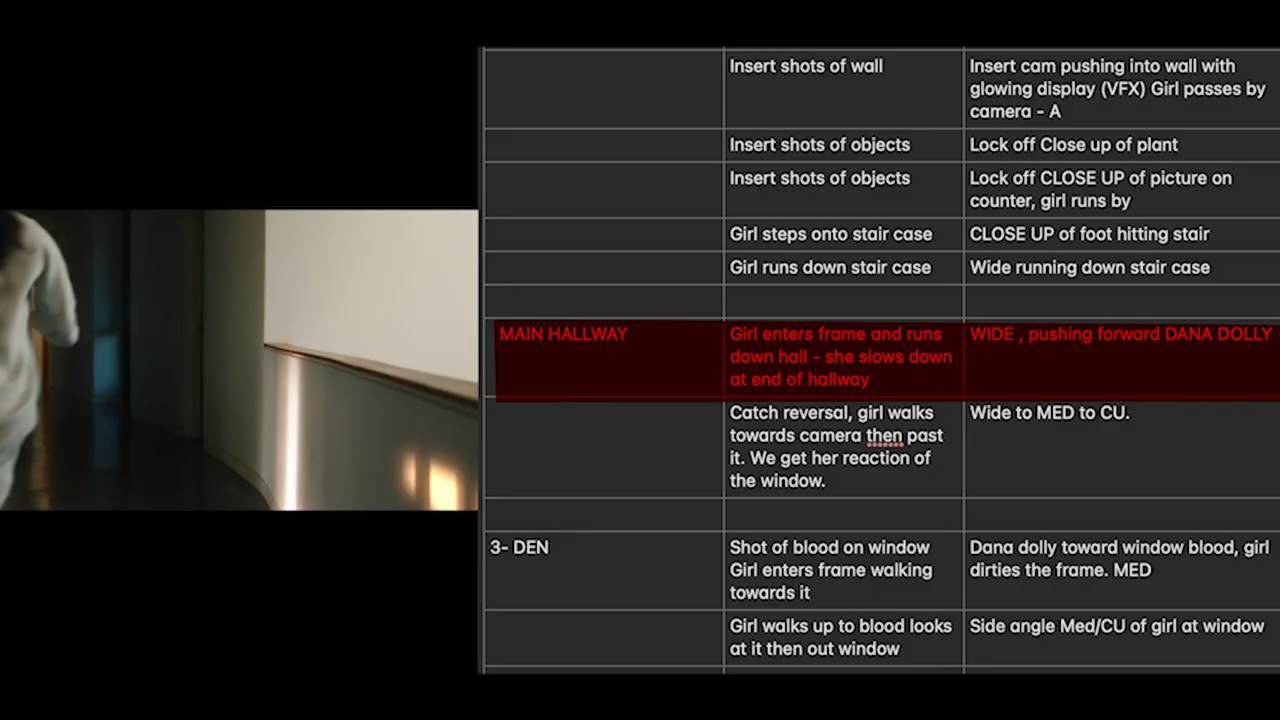 Insert shots of wall
Insert cam pushing into wall with
glowing display (VFX) Girl passes by
camera - A
Insert shots of objects
Lock off Close up of plant
Insert shots of objects
Lock off CLOSE UP of picture on
counter, girl runs by
Girl steps onto stair case
CLOSE UP of foot hitting stair
Girl runs down stair case
Wide running down stair case
MAIN HALLWAY
Girl enters frame and runs
down hall - she slows down
at end of hallway
WIDE , pushing forward DANA DOLLY
Catch reversal, girl walks
towards camera then past
it. We get her reaction of
the window.
Wide to MED to CU.
3- DEN
Shot of blood on window
Girl enters frame walking
towards it
Dana dolly toward window blood, girl
dirties the frame. MED
Girl walks up to blood looks
at it then out window
Side angle Med/CU of girl at window